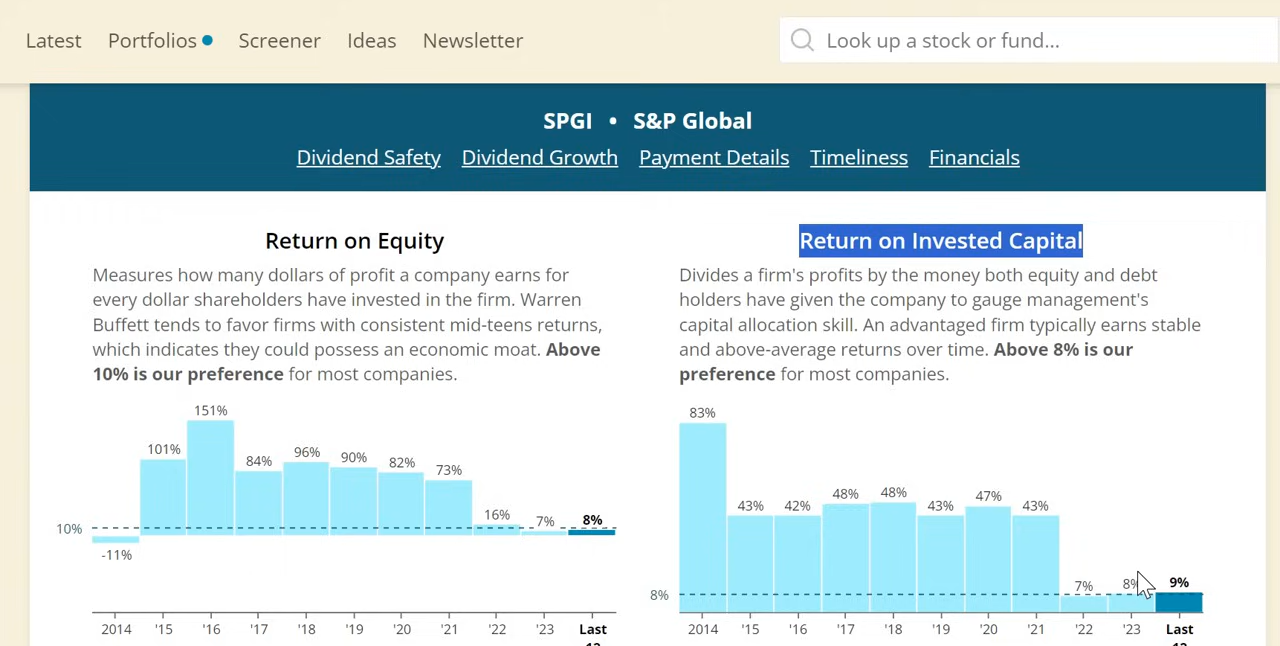 Latest Portfolios Screener Ideas Newsletter Look up a stock or fund...
SPGI • S&P Global
Dividend Safety Dividend Growth Payment Details Timeliness Financials
Return on Equity
Measures how many dollars of profit a company earns for
every dollar shareholders have invested in the firm. Warren
Buffett tends to favor firms with consistent mid-teens returns,
which indicates they could possess an economic moat. Above
10% is our preference for most companies.
151%
101%
84%
96%
90%
82%
73%
16%
7%
8%
10%
-11%
2014 '15 '16 '17 '18 '19 '20 '21 '22 '23 Last
Return on Invested Capital
Divides a firm's profits by the money both equity and debt
holders have given the company to gauge management's
capital allocation skill. An advantaged firm typically earns stable
and above-average returns over time. Above 8% is our
preference for most companies.
83%
43%
42%
48%
48%
43%
47%
43%
7%
8%
9%
8%
2014 '15 '16 '17 '18 '19 '20 '21 '22 '23 Last